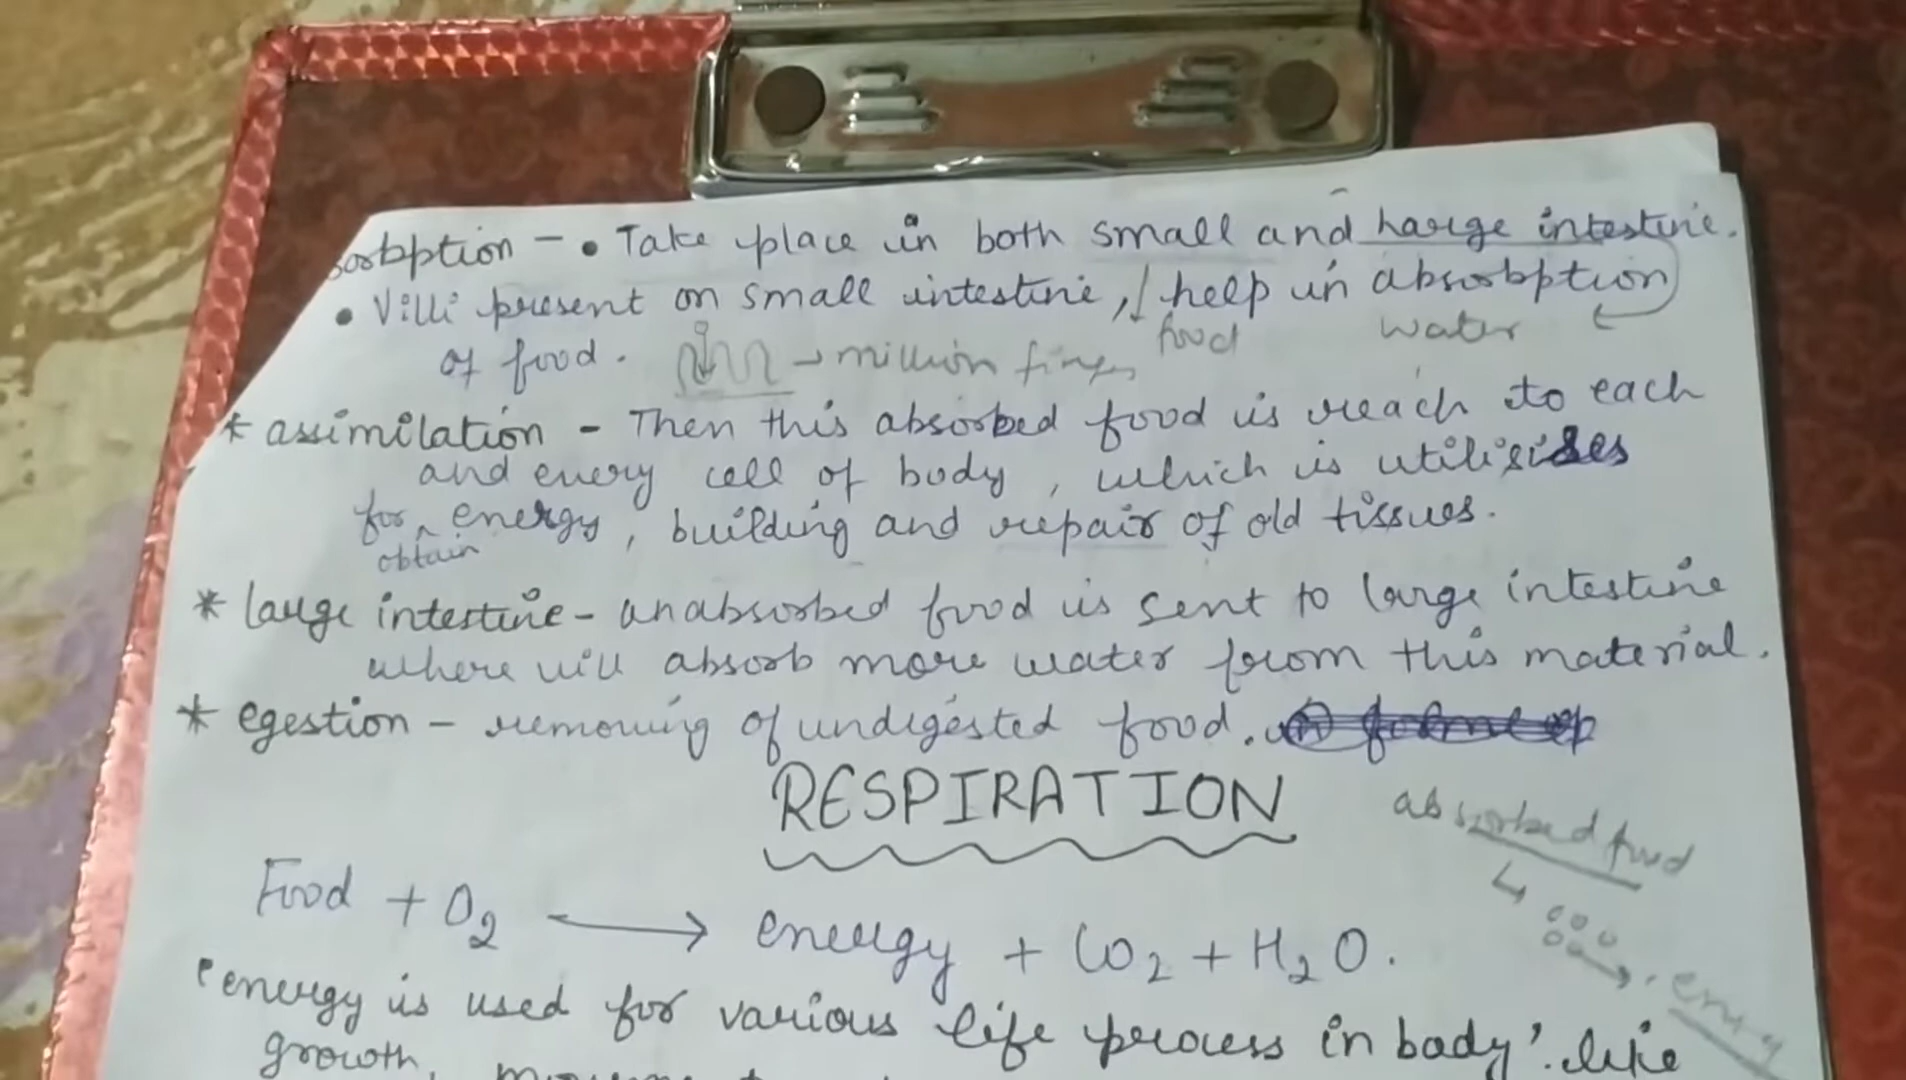 sorbption - • Take place in both small and large intestine.
• Villi present on small intestine, ↓ help in absorbption
food water
of food. → million
* assimilation - Then this absorbed food is reach to each
and every cell of body, which is utilisises
for energy, building and repair of old tissues.
obtain
* large intestine - unabsorbed food is sent to large intestine
where will absorb more water from this material.
* egestion - removing of undigested food.
RESPIRATION
absorbed food
Food + O2 → energy + CO2 + H2O.
• energy is used for various life process in body'. like
growth,